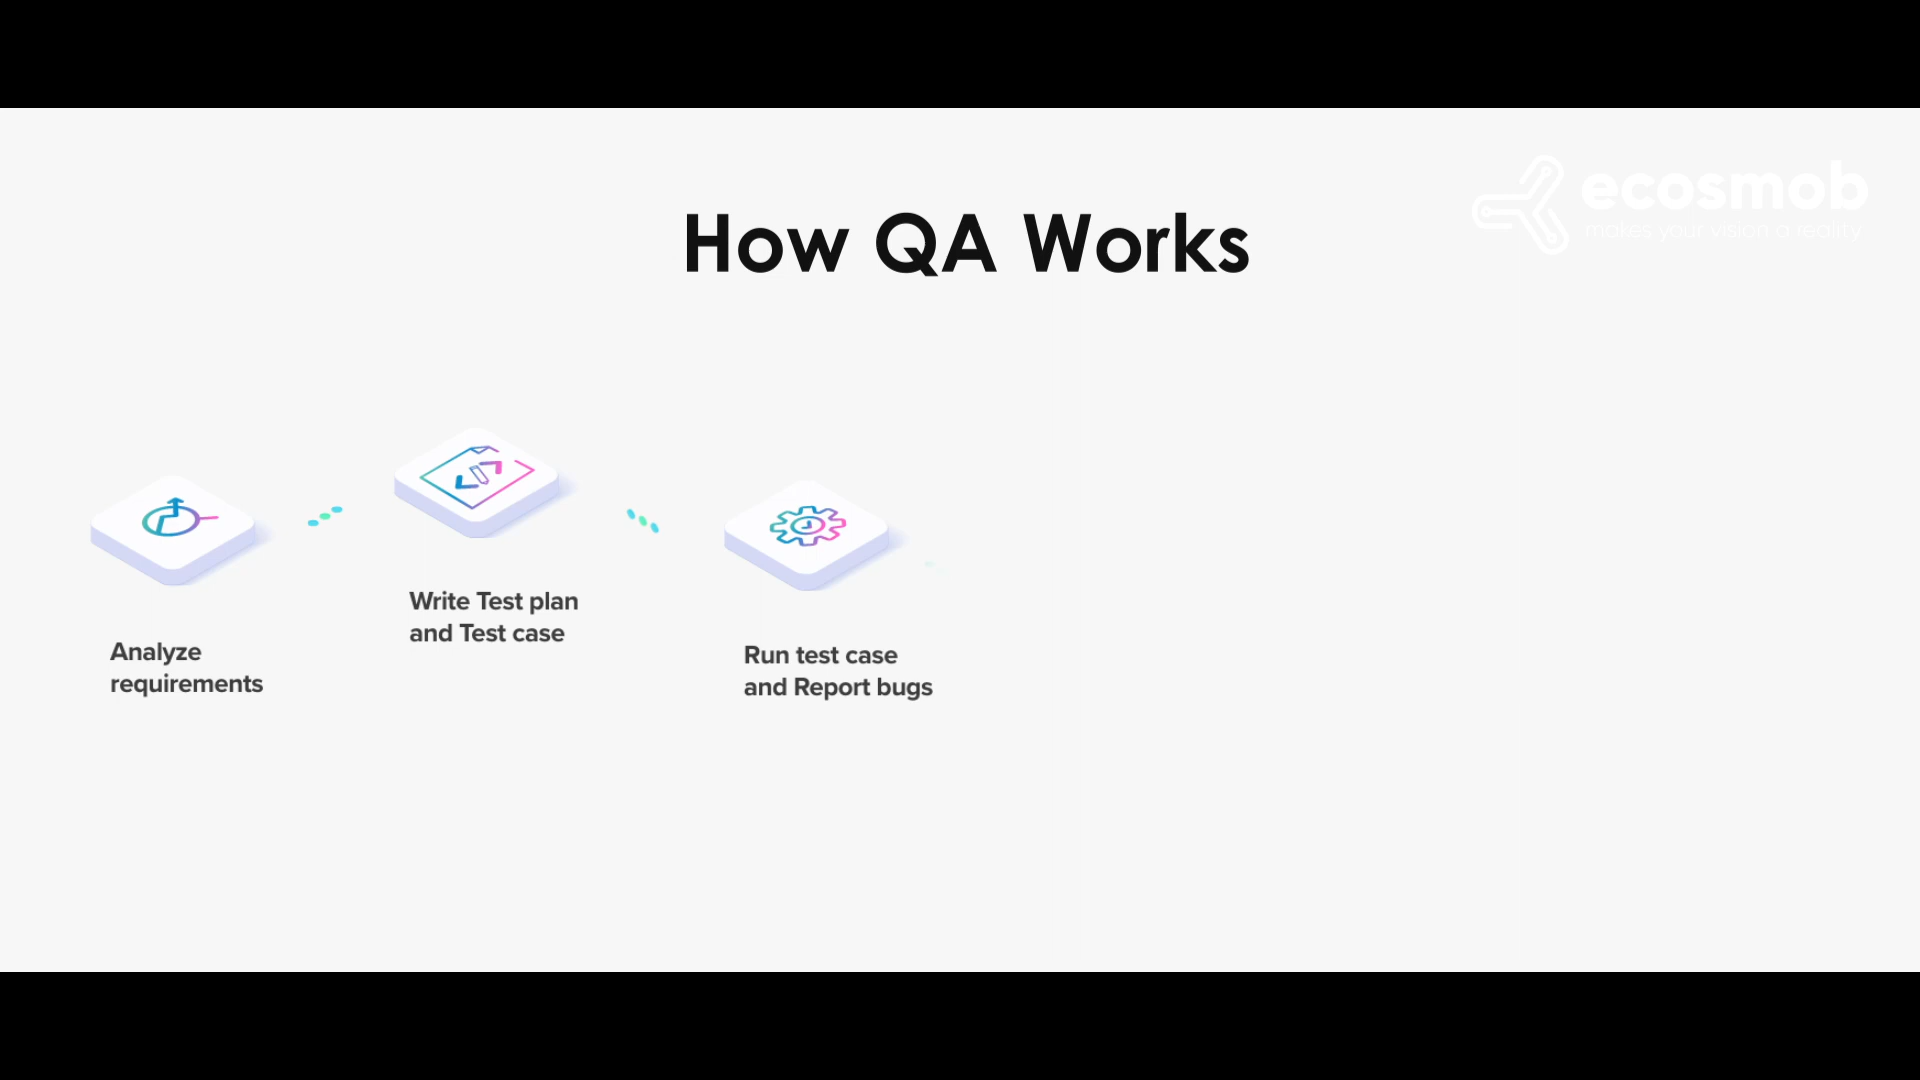 ecosmob
makes your vision a reality
How QA Works
Analyze
requirements
Write Test plan
and Test case
Run test case
and Report bugs